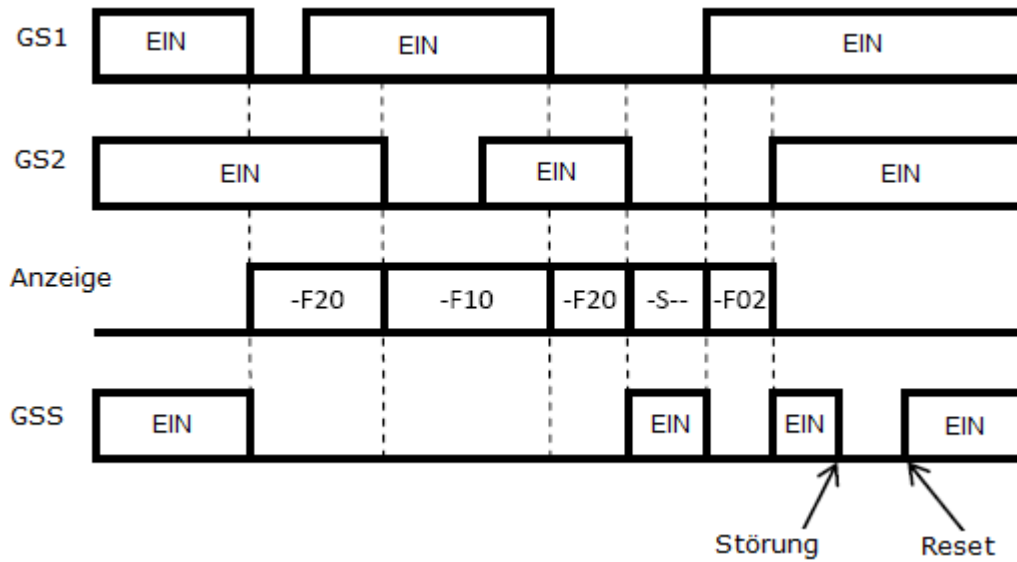 GS1 EIN EIN EIN
GS2 EIN EIN EIN
Anzeige -F20 -F10 -F20 -S-- -F02
GSS EIN EIN EIN EIN
Störung Reset